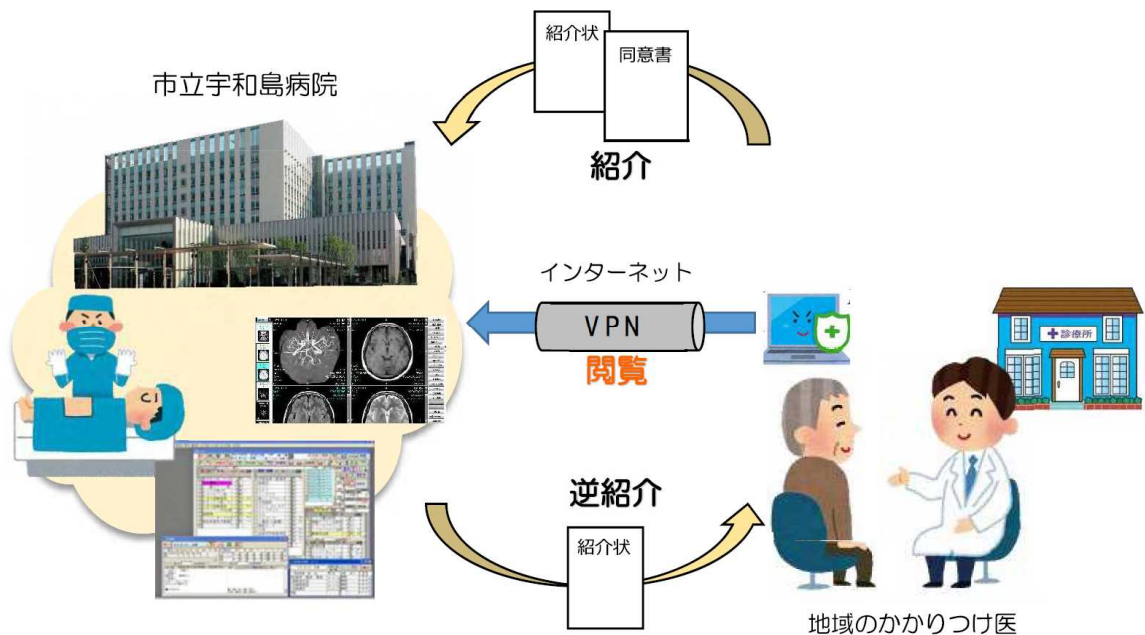 紹介状
同意書
市立宇和島病院
紹介
インターネット
VPN
閲覧
診療所
逆紹介
紹介状
地域のかかりつけ医